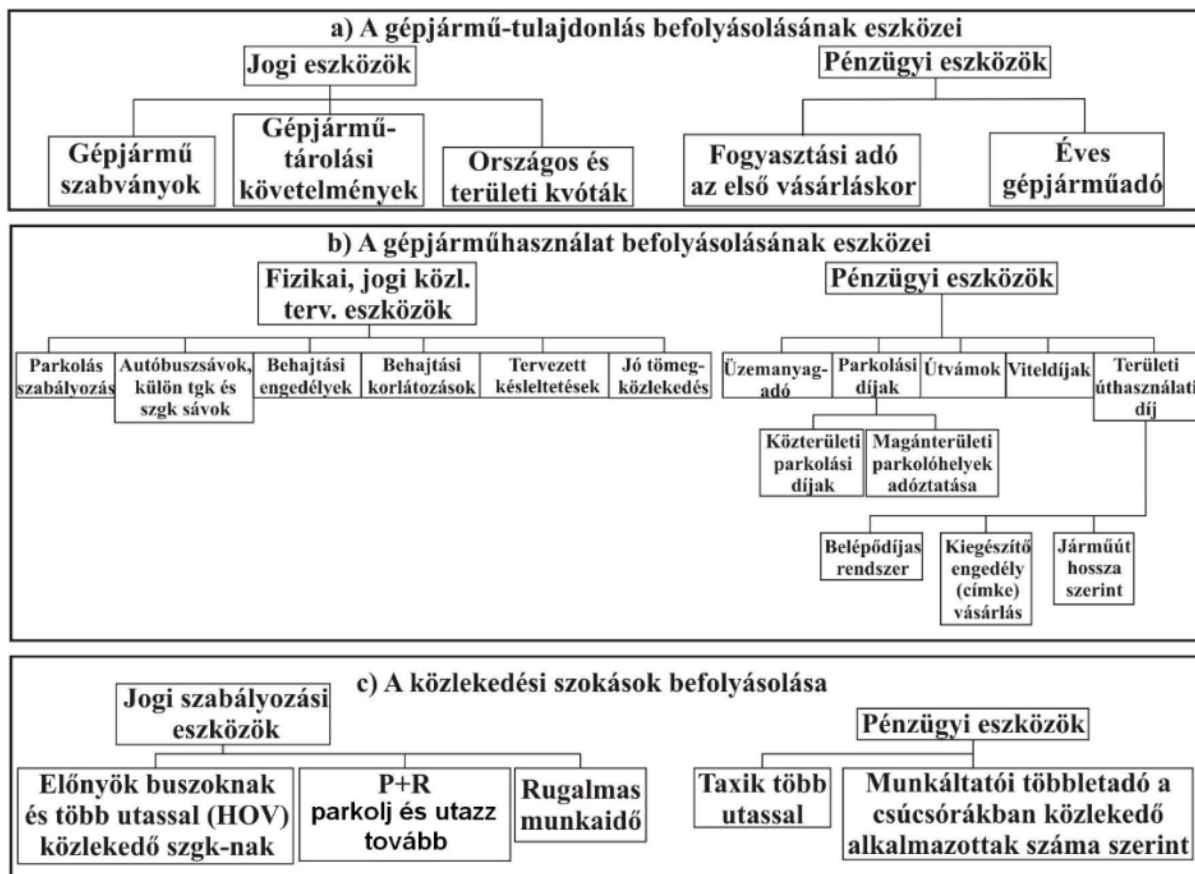 a) A gépjármű-tulajdonlás befolyásolásának eszközei
Jogi eszközök
Gépjármű
szabványok
Gépjármű-
tárolási
követelmények
Országos és
területi kvóták
Pénzügyi eszközök
Fogyasztási adó
az első vásárláskor
Éves
gépjárműadó
b) A gépjárműhasználat befolyásolásának eszközei
Fizikai, jogi közl.
terv. eszközök
Parkolás
szabályozás
Autóbuszsávok,
külön tgk és
szgk sávok
Behajtási
engedélyek
Behajtási
korlátozások
Tervezett
késleltetések
Jó tömeg-
közlekedés
Pénzügyi eszközök
Üzemanyag-
adó
Parkolási
díjak
Útvámok
Viteldíjak
Területi
úthasználati
díj
Közterületi
parkolási
díjak
Magánterületi
parkolóhelyek
adóztatása
Belépődíjas
rendszer
Kiegészítő
engedély
(címke)
vásárlás
Járműút
hossza
szerint
c) A közlekedési szokások befolyásolása
Jogi szabályozási
eszközök
Előnyök buszoknak
és több utassal (HOV)
közlekedő szgk-nak
P+R
parkolj és utazz
tovább
Rugalmas
munkaidő
Pénzügyi eszközök
Taxik több
utassal
Munkáltatói többletadó a
csúcsórákban közlekedő
alkalmazottak száma szerint